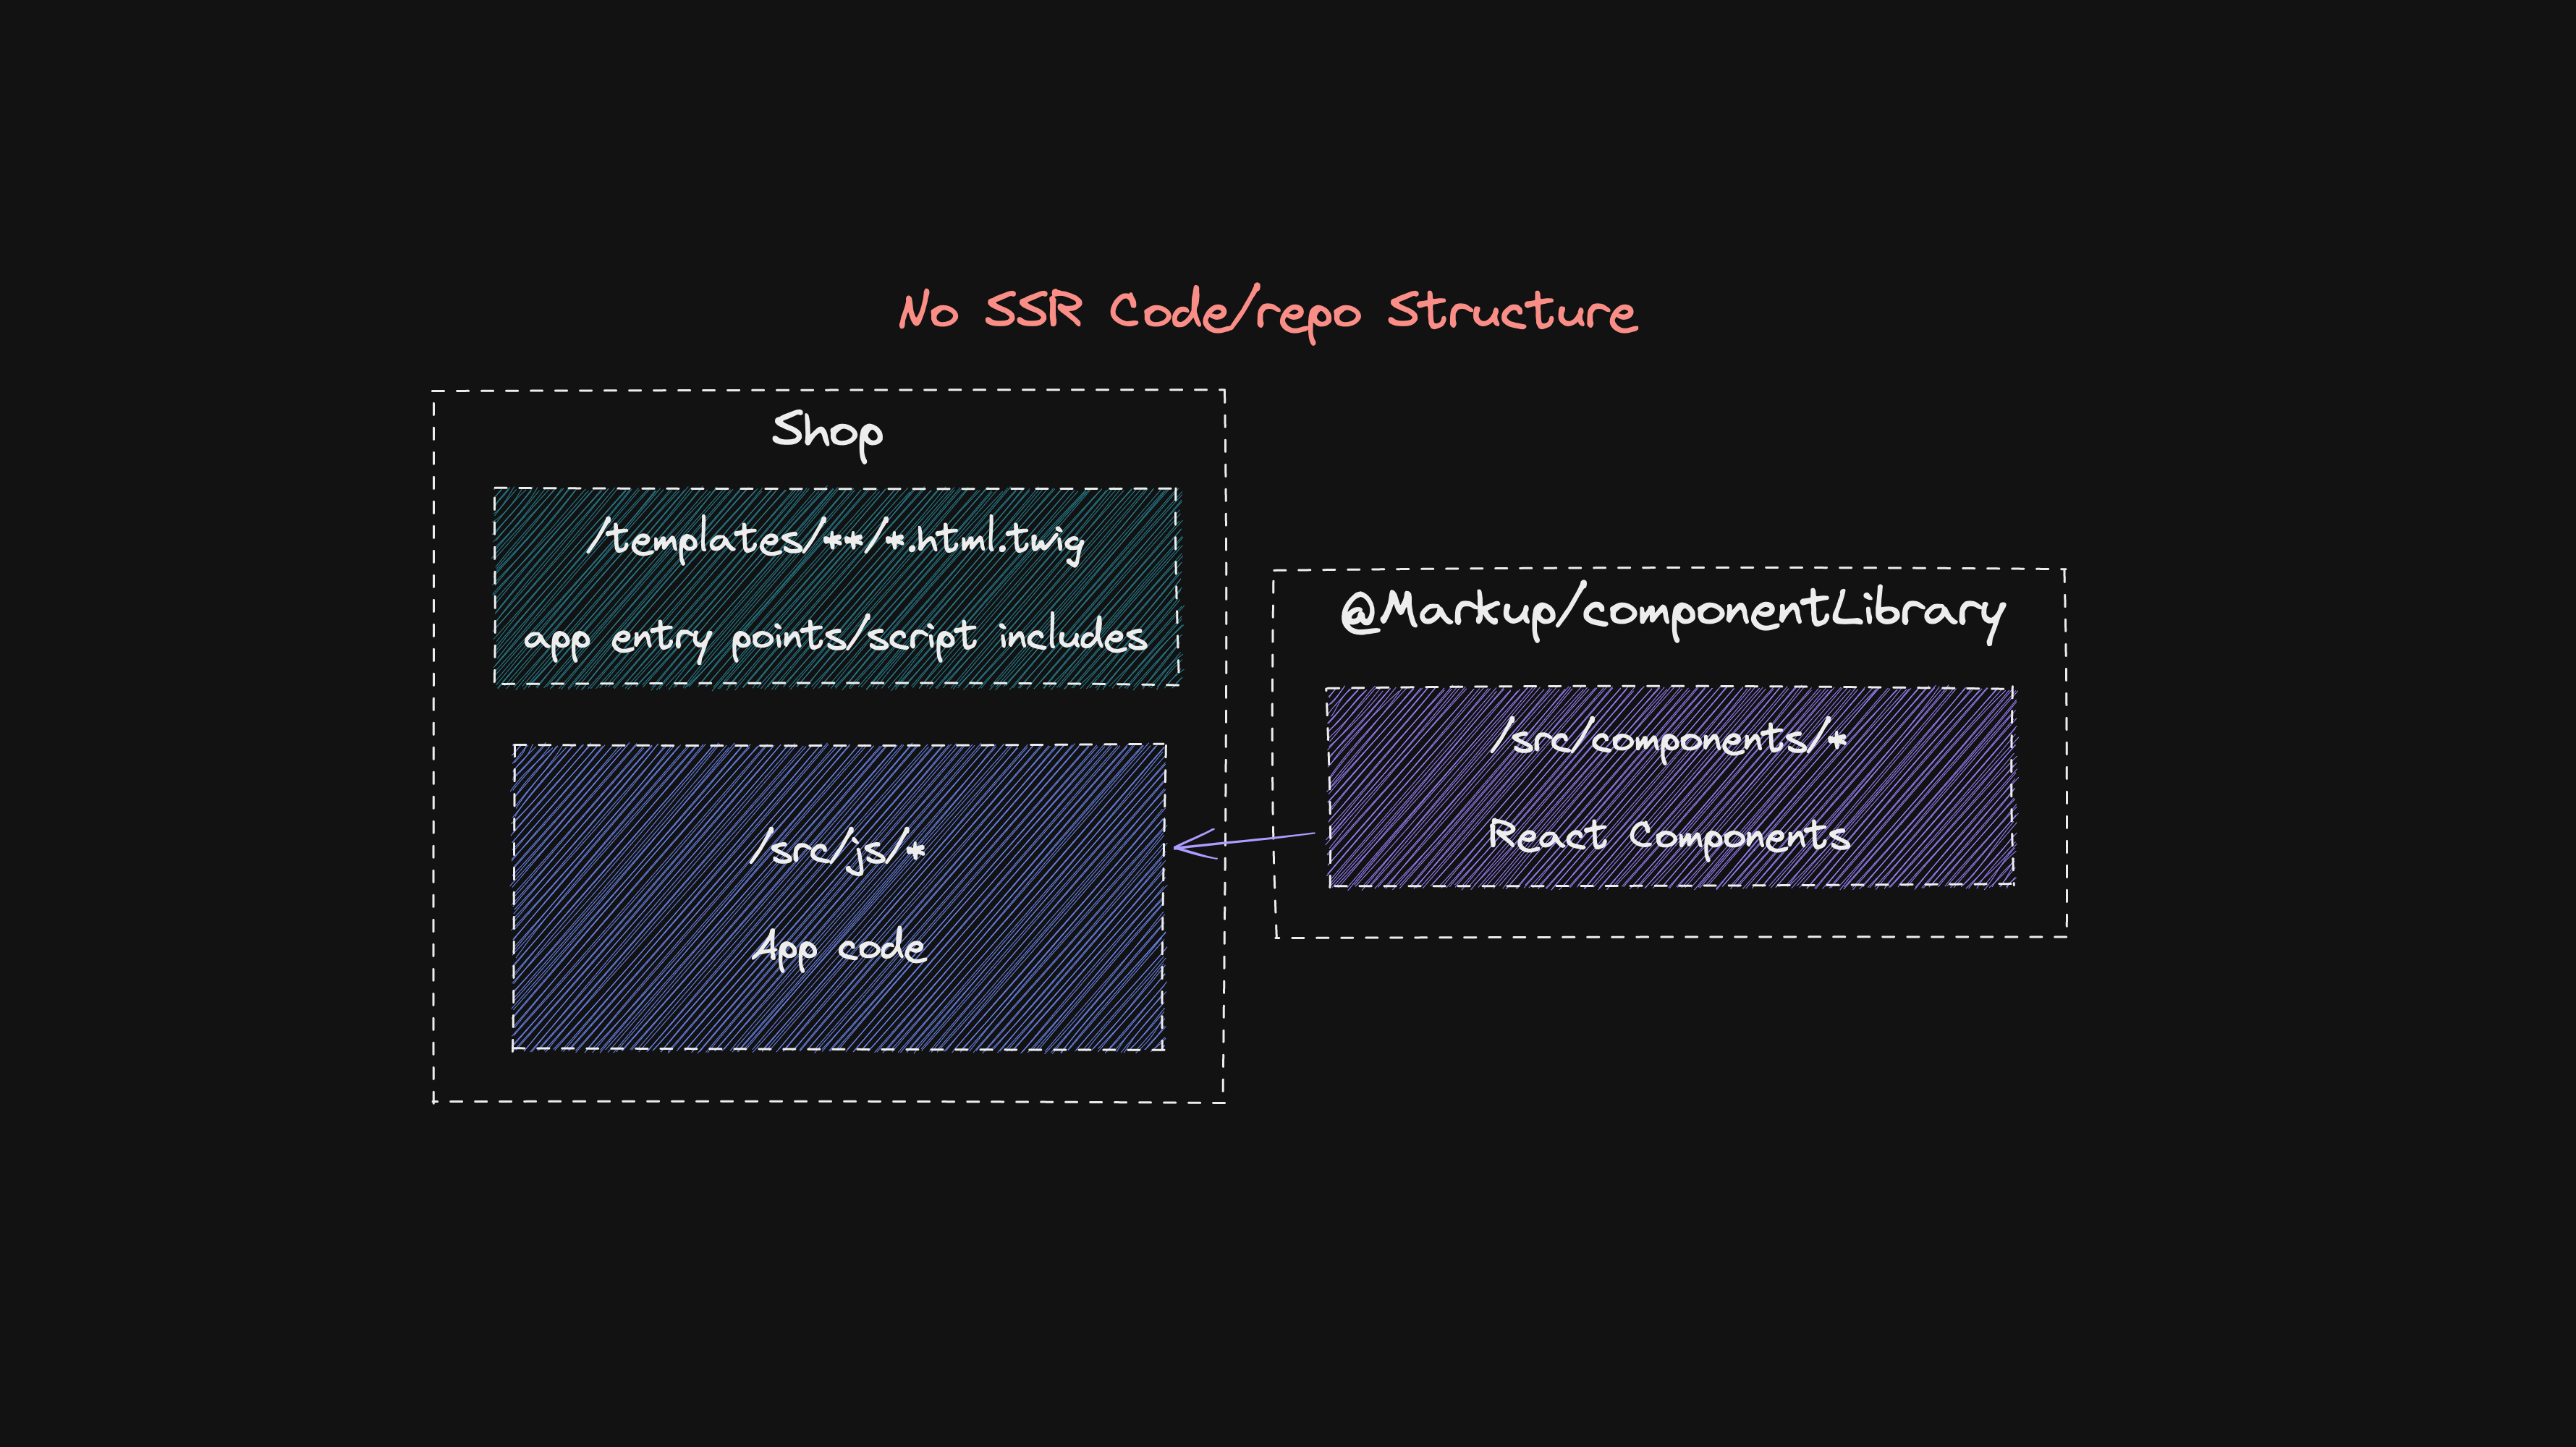 No SSR Code/repo Structure
Shop
/templates/**/*.html.twig
app entry points/script includes
/src/js/*
App code
@Markup/componentLibrary
/src/components/*
React Components